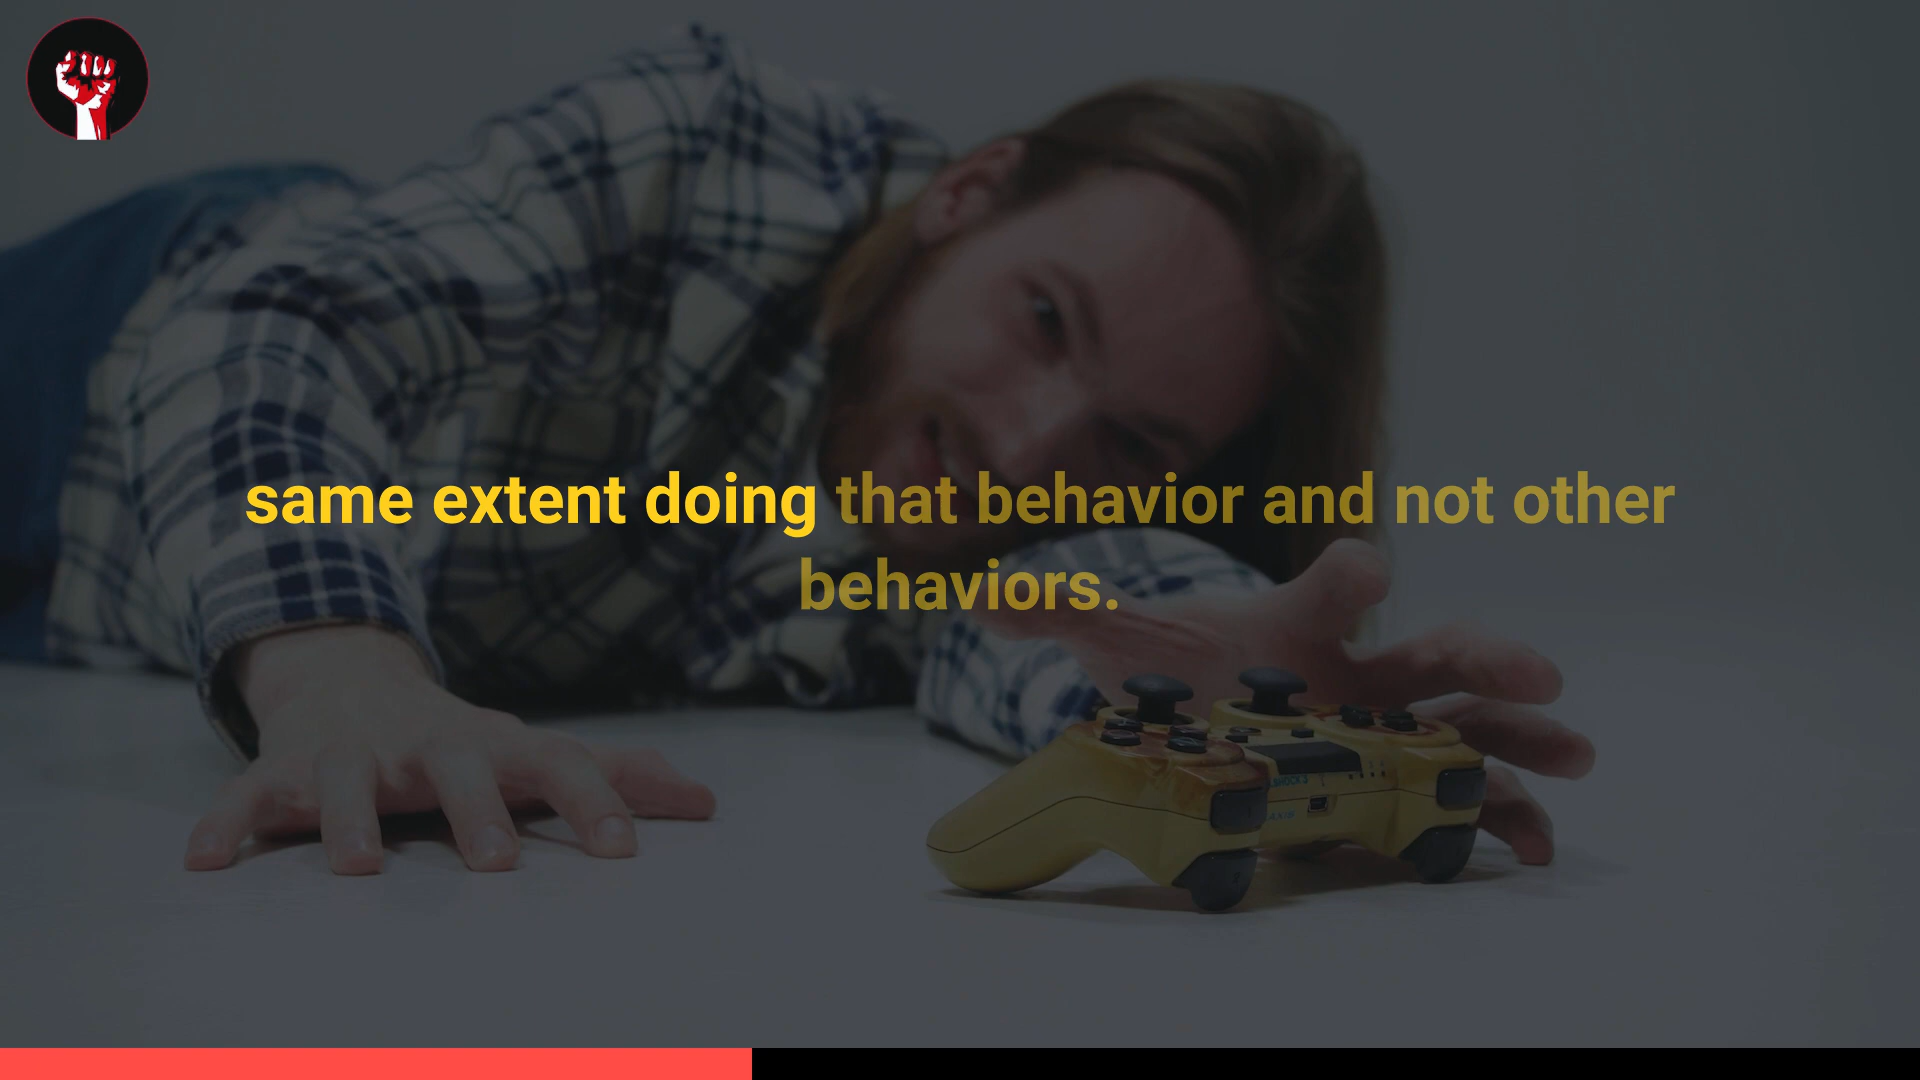 same extent doing that behavior and not other
behaviors.